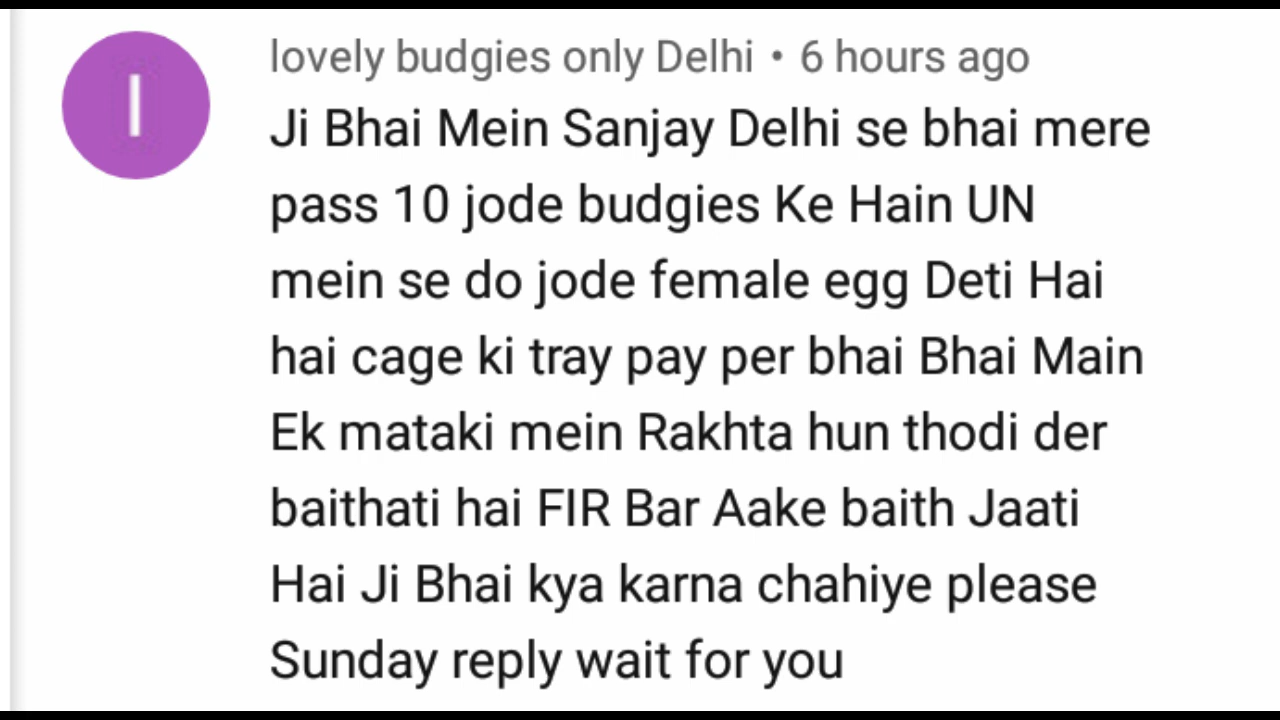 I
lovely budgies only Delhi • 6 hours ago
Ji Bhai Mein Sanjay Delhi se bhai mere
pass 10 jode budgies Ke Hain UN
mein se do jode female egg Deti Hai
hai cage ki tray pay per bhai Bhai Main
Ek mataki mein Rakhta hun thodi der
baithati hai FIR Bar Aake baith Jaati
Hai Ji Bhai kya karna chahiye please
Sunday reply wait for you